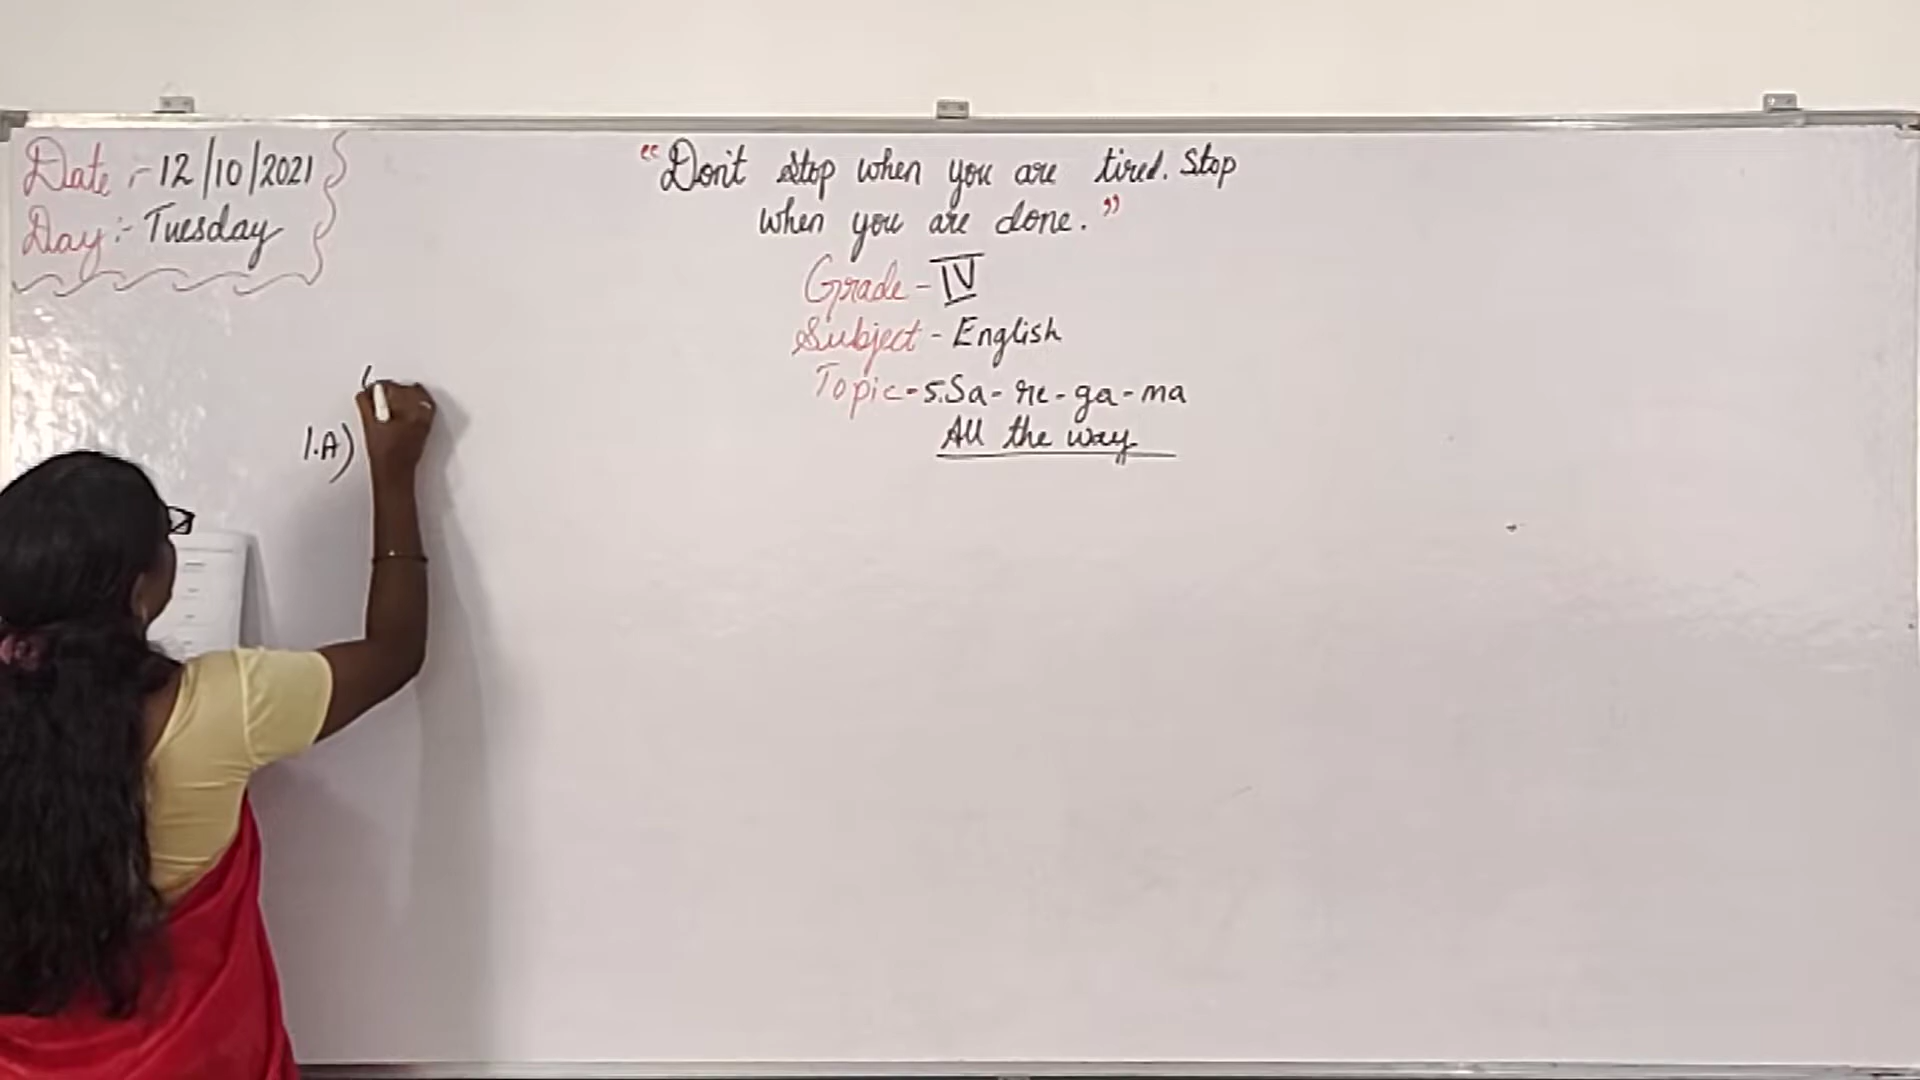 Date :- 12/10/2021
Day :- Tuesday
"Don't stop when you are tired. Stop
when you are done."
Grade - IV
Subject - English
Topic - 5.Sa - re - ga - ma
All the way
1.A)